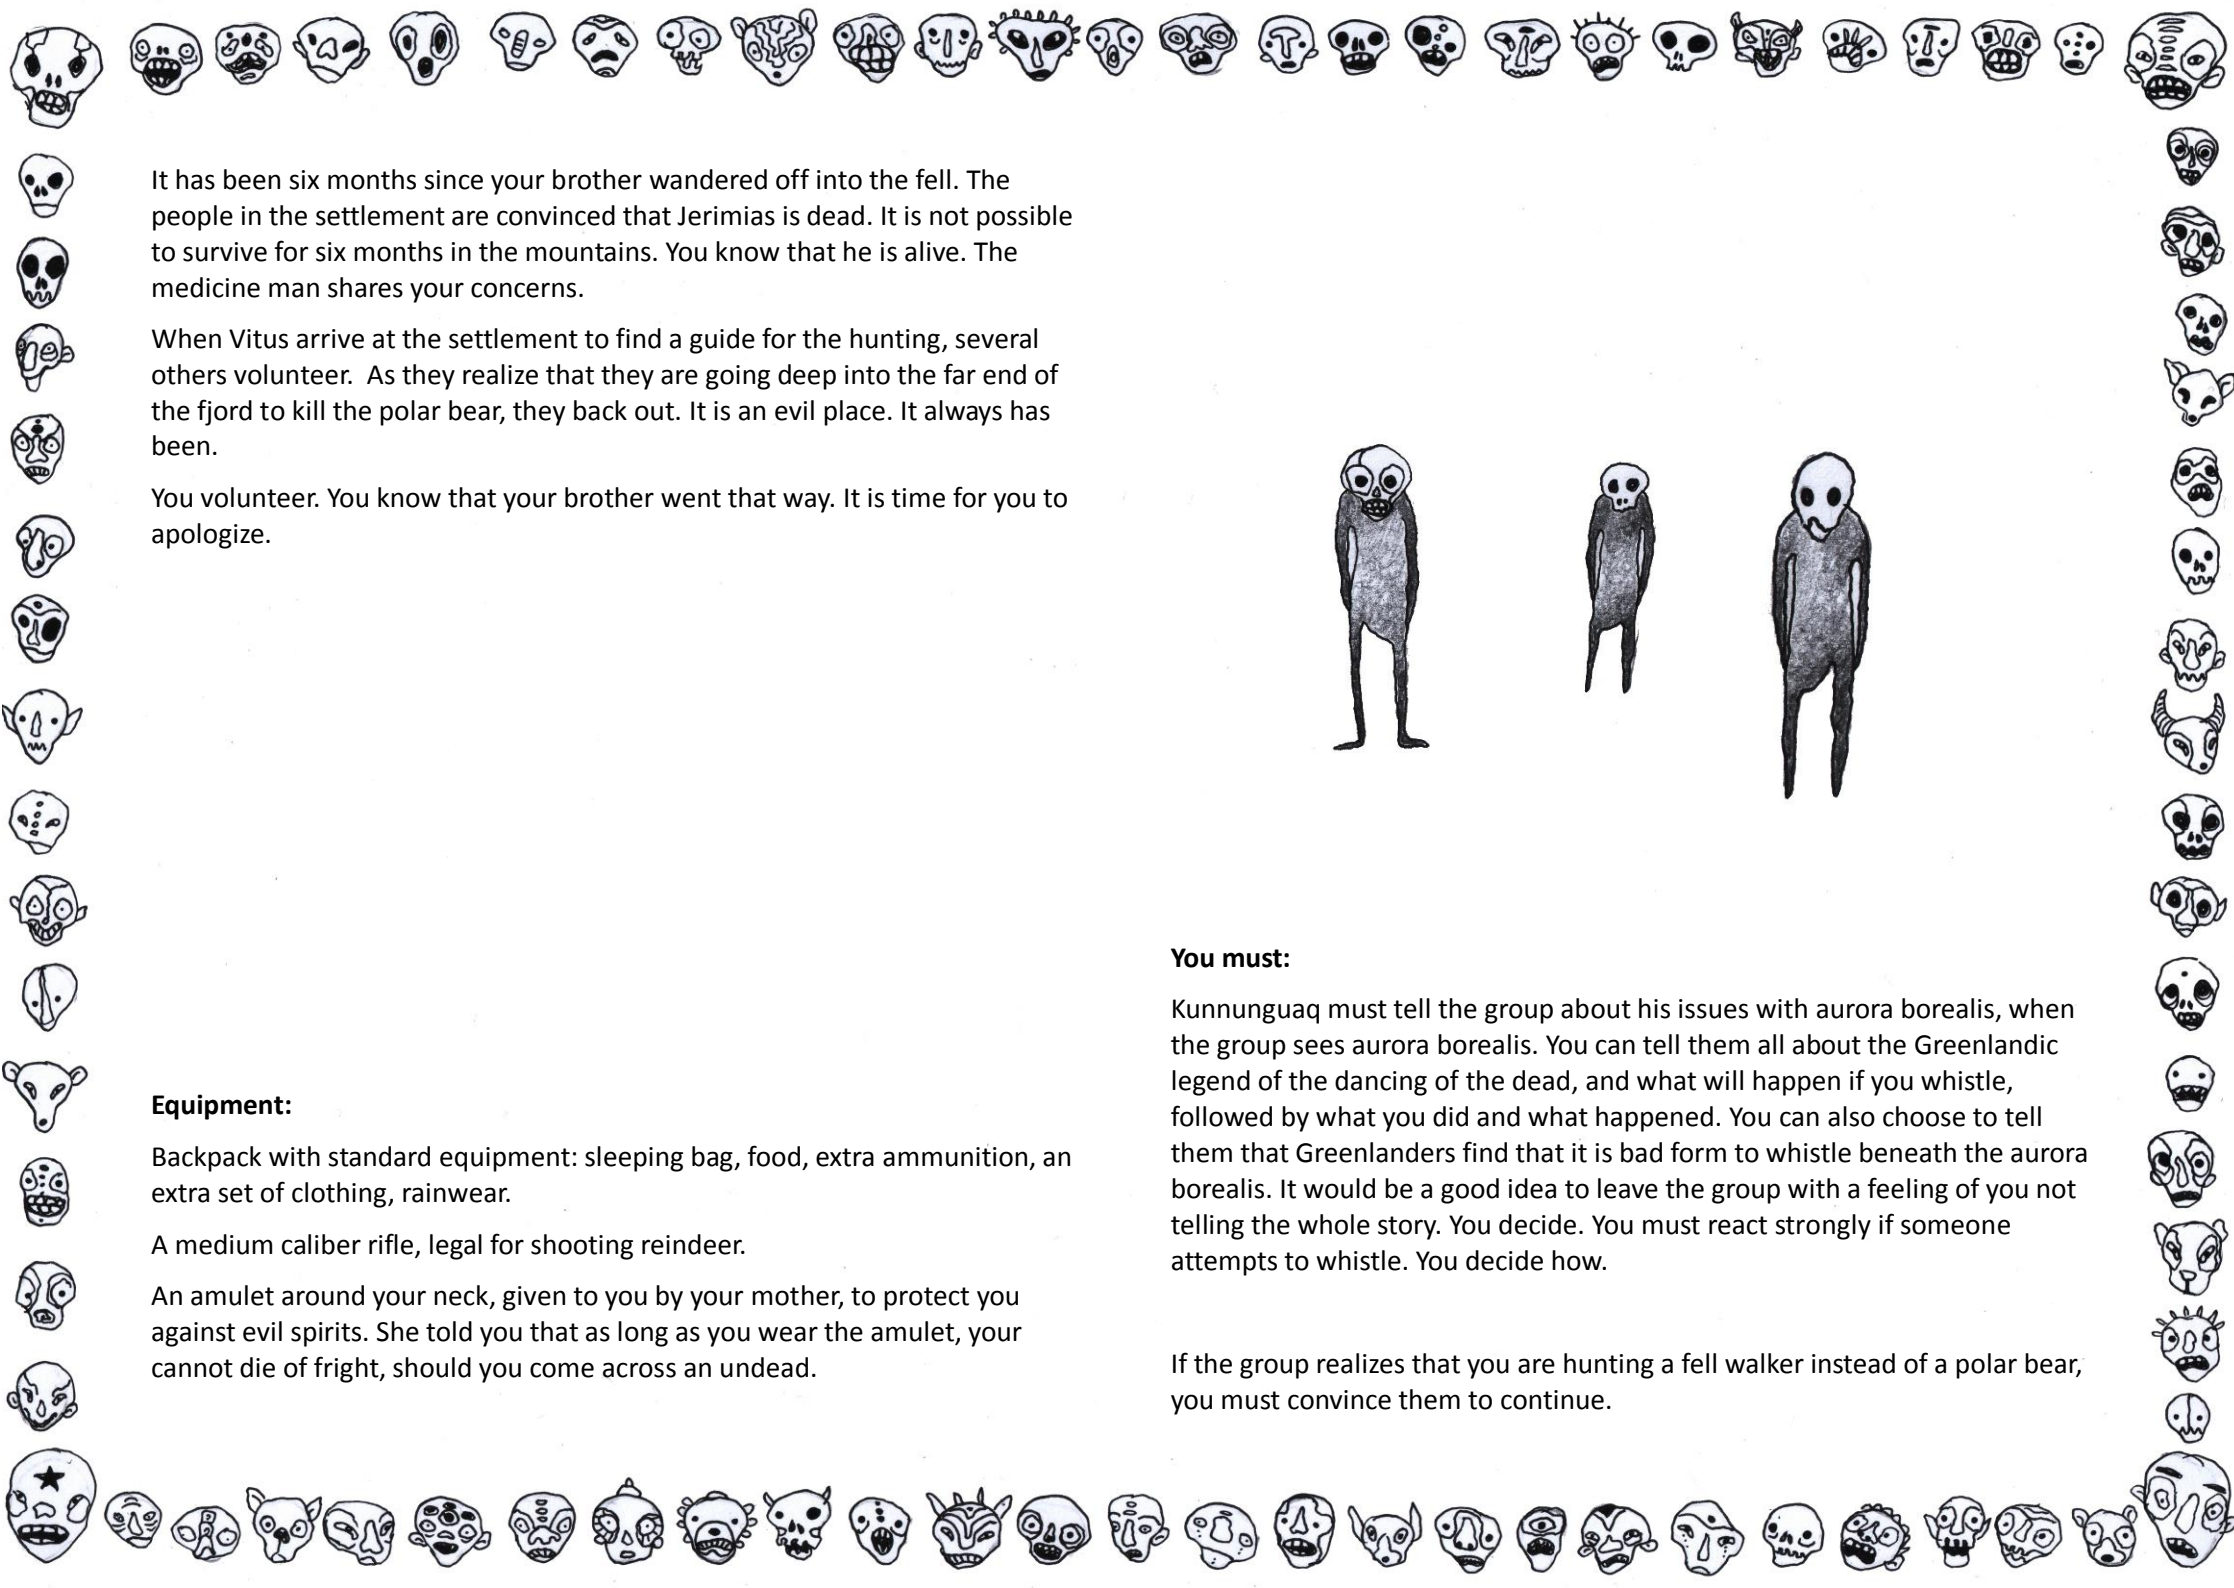 It has been six months since your brother wandered off into the fell. The
people in the settlement are convinced that Jerimias is dead. It is not possible
to survive for six months in the mountains. You know that he is alive. The
medicine man shares your concerns.
When Vitus arrive at the settlement to find a guide for the hunting, several
others volunteer.  As they realize that they are going deep into the far end of
the fjord to kill the polar bear, they back out. It is an evil place. It always has
been.
You volunteer. You know that your brother went that way. It is time for you to
apologize.
Equipment:
Backpack with standard equipment: sleeping bag, food, extra ammunition, an
extra set of clothing, rainwear.
A medium caliber rifle, legal for shooting reindeer.
An amulet around your neck, given to you by your mother, to protect you
against evil spirits. She told you that as long as you wear the amulet, your
cannot die of fright, should you come across an undead.
You must:
Kunnunguaq must tell the group about his issues with aurora borealis, when
the group sees aurora borealis. You can tell them all about the Greenlandic
legend of the dancing of the dead, and what will happen if you whistle,
followed by what you did and what happened. You can also choose to tell
them that Greenlanders find that it is bad form to whistle beneath the aurora
borealis. It would be a good idea to leave the group with a feeling of you not
telling the whole story. You decide. You must react strongly if someone
attempts to whistle. You decide how.
If the group realizes that you are hunting a fell walker instead of a polar bear,
you must convince them to continue.